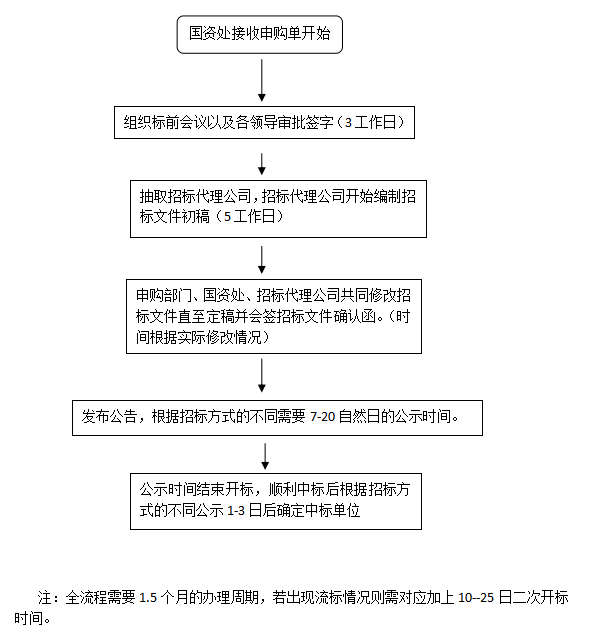 国资处接收申购单开始
组织标前会议以及各领导审批签字（3 工作日）
抽取招标代理公司，招标代理公司开始编制招
标文件初稿（5 工作日）
申购部门、国资处、招标代理公司共同修改招
标文件直至定稿并会签招标文件确认函。（时
间根据实际修改情况）
发布公告，根据招标方式的不同需要 7-20 自然日的公示时间。
公示时间结束开标，顺利中标后根据招标方
式的不同公示 1-3 日后确定中标单位
注：全流程需要 1.5 个月的办理周期，若出现流标情况则需对应加上 10--25 日二次开标
时间。